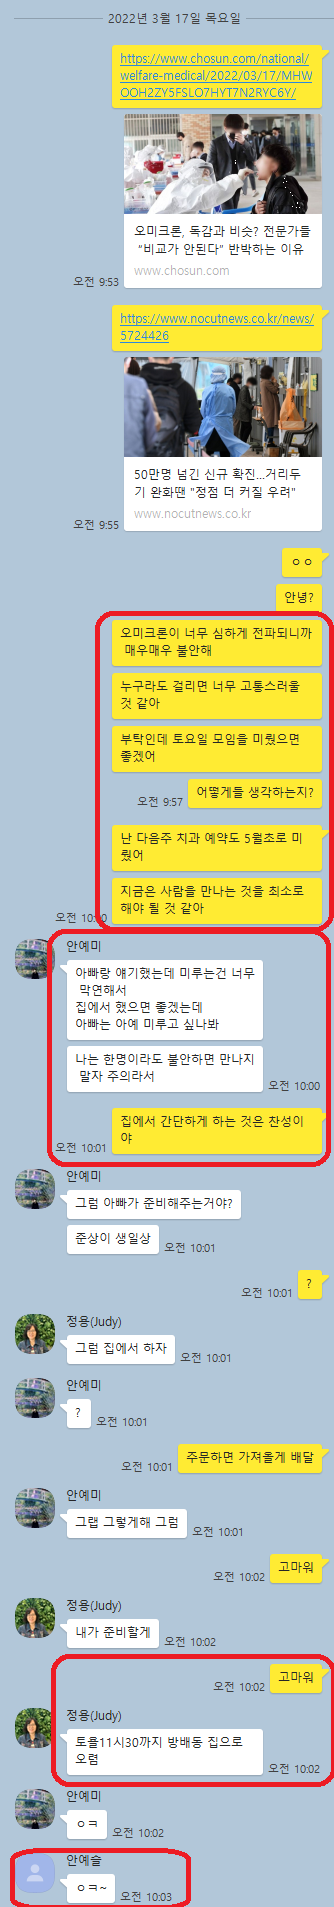 2022년 3월 17일 목요일
https://www.chosun.com/national/
welfare-medical/2022/03/17/MHW
OOH2ZY5FSLO7HYT7N2RYC6Y/
오미크론, 독감과 비슷? 전문가들
“비교가 안된다” 반박하는 이유
www.chosun.com
오전 9:53
https://www.nocutnews.co.kr/news/
5724426
50만명 넘긴 신규 확진...거리두
기 완화땐 "정점 더 커질 우려"
www.nocutnews.co.kr
오전 9:55
ㅇㅇ
안녕?
오미크론이 너무 심하게 전파되니까
매우매우 불안해
누구라도 걸리면 너무 고통스러울
것 같아
부탁인데 토요일 모임을 미뤘으면
좋겠어
어떻게들 생각하는지?
오전 9:57
난 다음주 치과 예약도 5월초로 미
뤘어
지금은 사람을 만나는 것을 최소로
해야 될 것 같아
오전 10:00
안예미
아빠랑 얘기했는데 미루는건 너무
막연해서
집에서 했으면 좋겠는데
아빠는 아예 미루고 싶나봐
나는 한명이라도 불안하면 만나지
말자 주의라서
오전 10:00
집에서 간단하게 하는 것은 찬성이
야
오전 10:01
안예미
그럼 아빠가 준비해주는거야?
준상이 생일상
오전 10:01
?
오전 10:01
정용(Judy)
그럼 집에서 하자
오전 10:01
안예미
?
오전 10:01
주문하면 가져올게 배달
오전 10:01
안예미
그랩 그렇게해 그럼
오전 10:01
고마워
오전 10:02
정용(Judy)
내가 준비할게
오전 10:02
고마워
오전 10:02
정용(Judy)
토욜11시30까지 방배동 집으로
오렴
오전 10:02
안예미
ㅇㅋ
오전 10:02
안예슬
ㅇㅋ~
오전 10:03